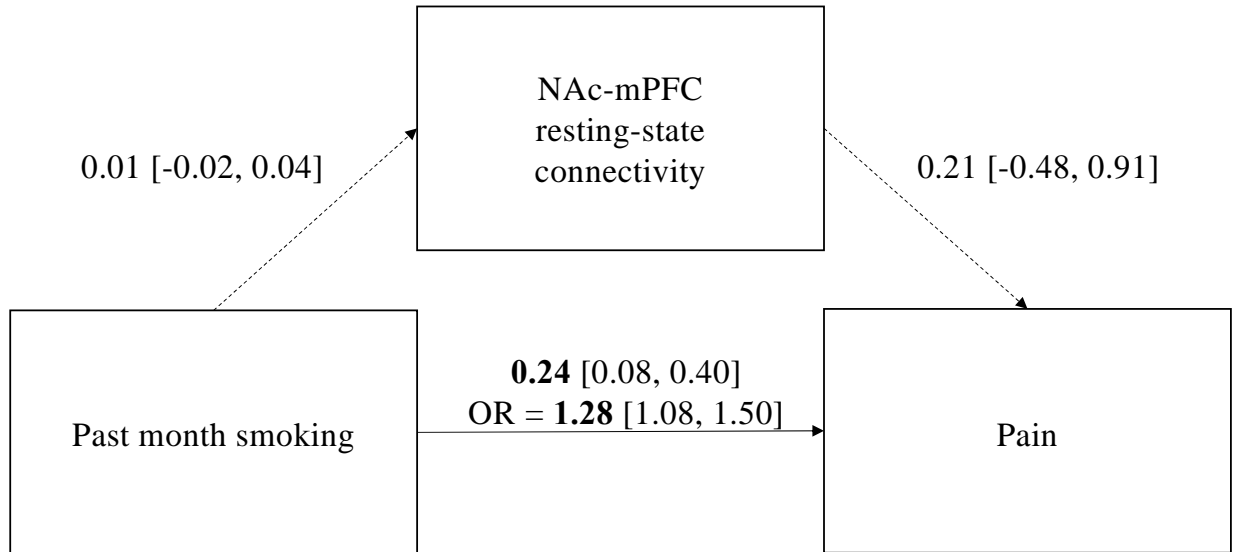 NAc-mPFC
resting-state
connectivity
0.01 [-0.02, 0.04]
0.21 [-0.48, 0.91]
0.24 [0.08, 0.40]
OR = 1.28 [1.08, 1.50]
Past month smoking
Pain